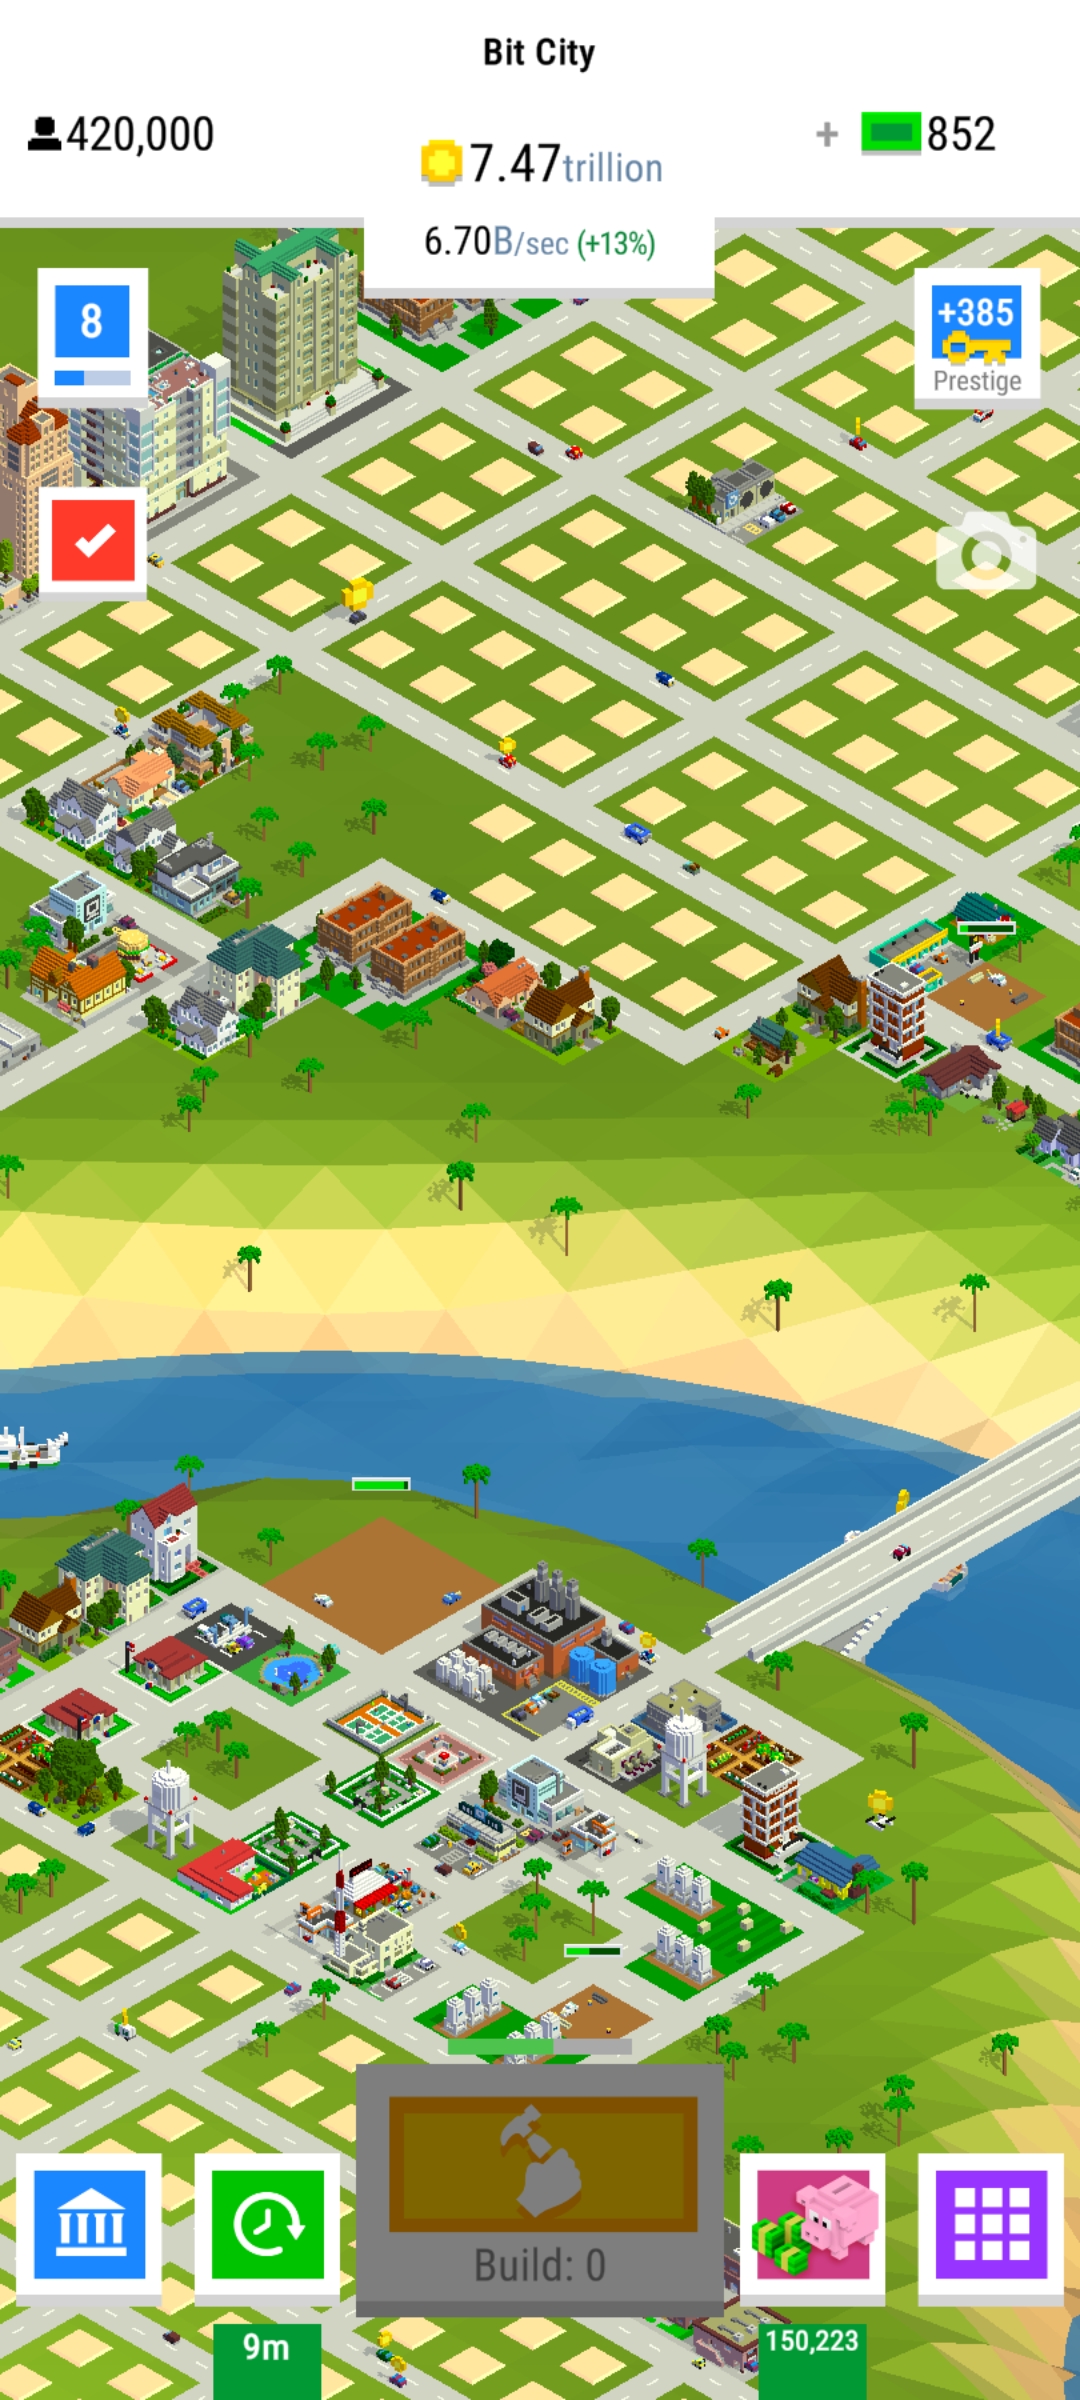 Bit City
420,000
7.47trillion
+ 852
6.70B/sec (+13%)
8
+385
Prestige
Build: 0
9m
150,223